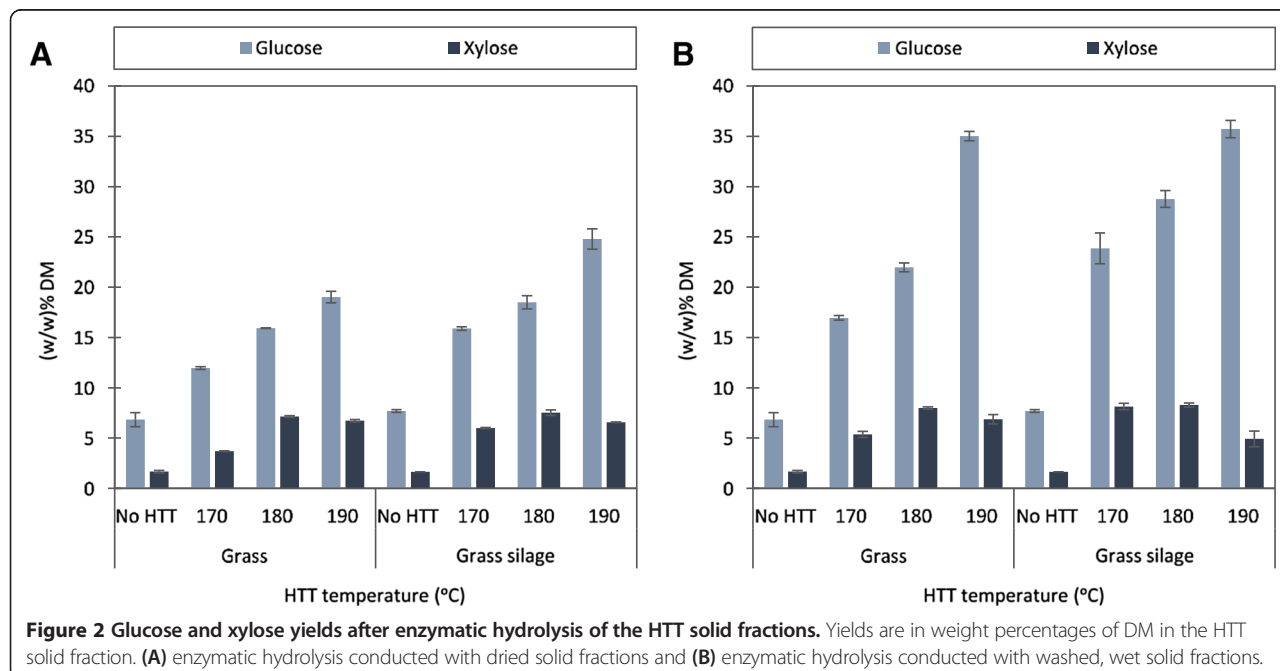 A
Glucose Xylose
40
35
30
25
20
15
10
5
0
(w/w)% DM
No HTT 170 180 190 No HTT 170 180 190
Grass Grass silage
HTT temperature (ºC)
B
Glucose Xylose
40
35
30
25
20
15
10
5
0
(w/w)% DM
No HTT 170 180 190 No HTT 170 180 190
Grass Grass silage
HTT temperature (ºC)
Figure 2 Glucose and xylose yields after enzymatic hydrolysis of the HTT solid fractions. Yields are in weight percentages of DM in the HTT
solid fraction. (A) enzymatic hydrolysis conducted with dried solid fractions and (B) enzymatic hydrolysis conducted with washed, wet solid fractions.